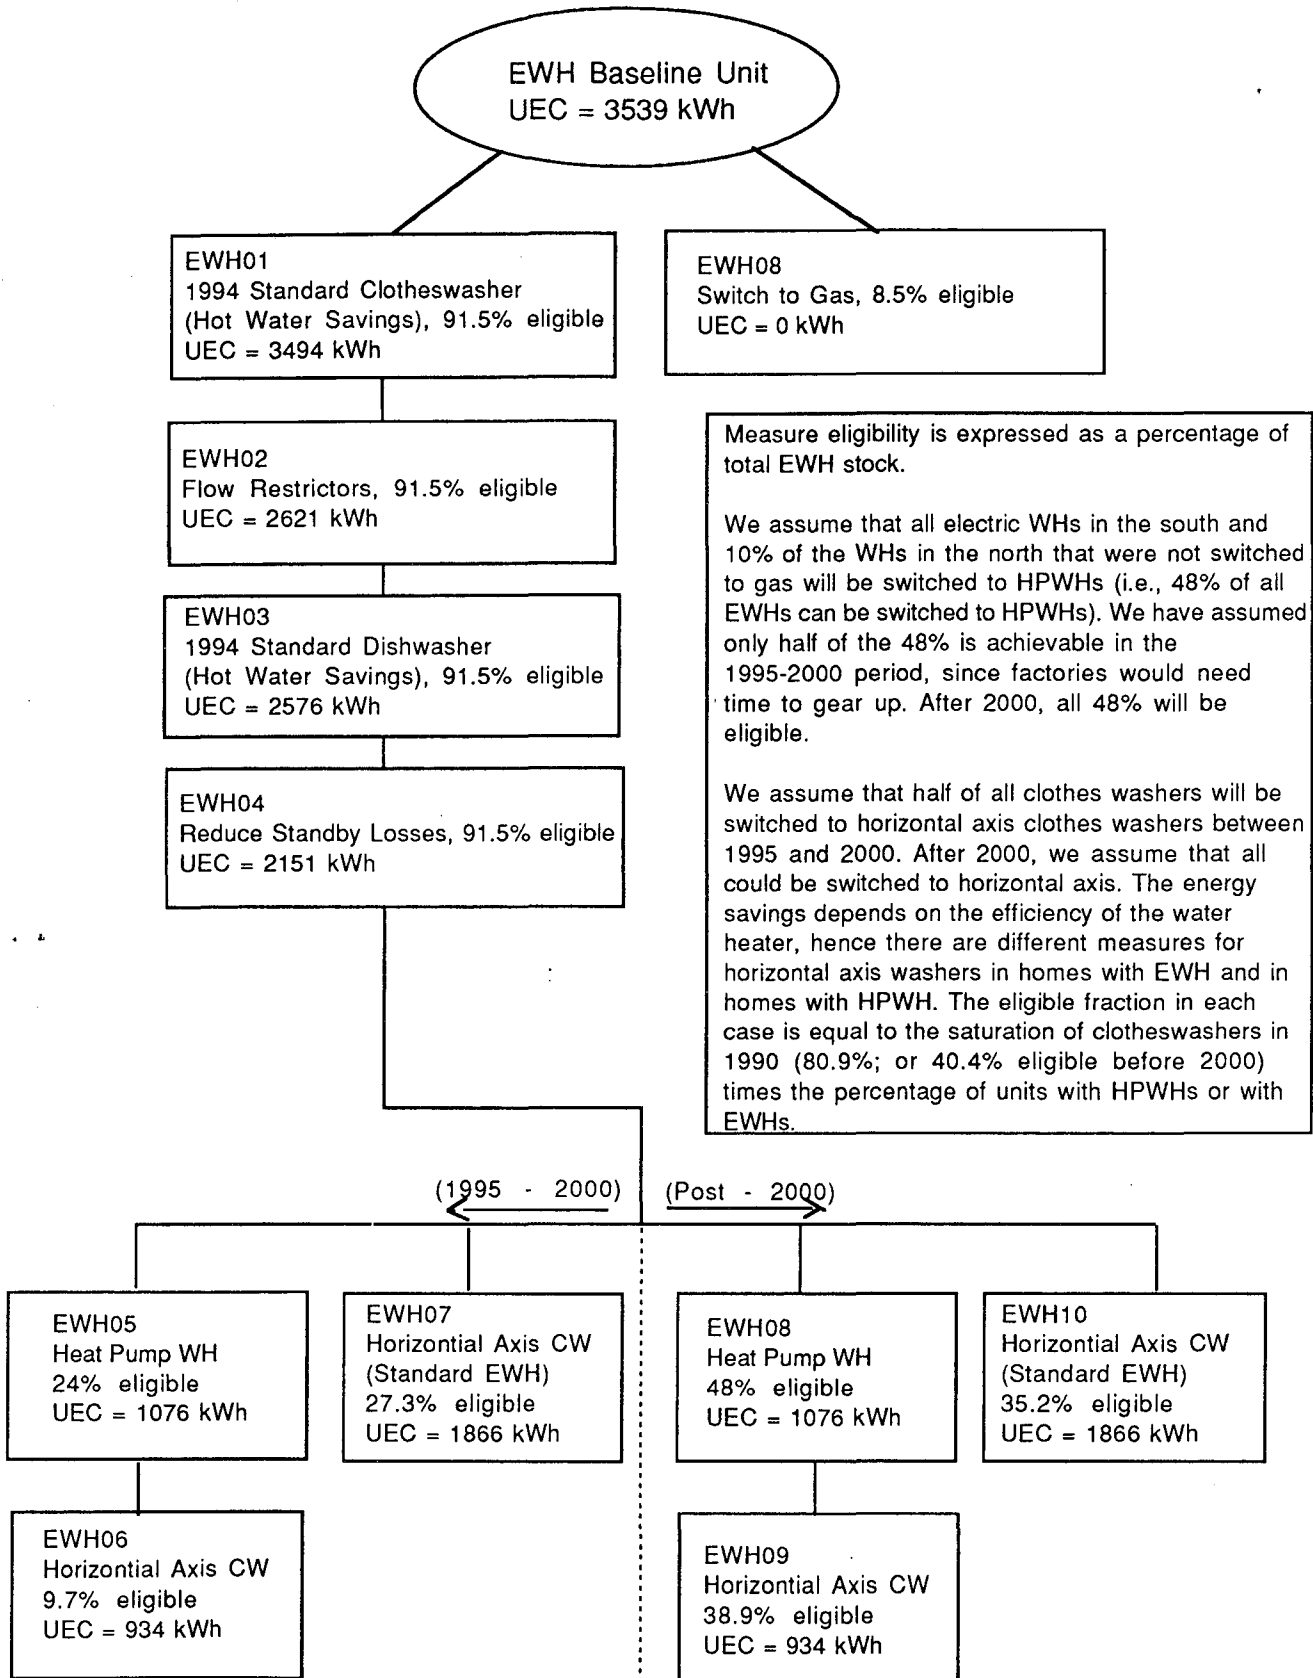 EWH Baseline Unit
UEC = 3539 kWh
EWH01
1994 Standard Clotheswasher
(Hot Water Savings), 91.5% eligible
UEC = 3494 kWh
EWH08
Switch to Gas, 8.5% eligible
UEC = 0 kWh
EWH02
Flow Restrictors, 91.5% eligible
UEC = 2621 kWh
EWH03
1994 Standard Dishwasher
(Hot Water Savings), 91.5% eligible
UEC = 2576 kWh
EWH04
Reduce Standby Losses, 91.5% eligible
UEC = 2151 kWh
Measure eligibility is expressed as a percentage of
total EWH stock.
We assume that all electric WHs in the south and
10% of the WHs in the north that were not switched
to gas will be switched to HPWHs (i.e., 48% of all
EWHs can be switched to HPWHs). We have assumed
only half of the 48% is achievable in the
1995-2000 period, since factories would need
time to gear up. After 2000, all 48% will be
eligible.
We assume that half of all clothes washers will be
switched to horizontal axis clothes washers between
1995 and 2000. After 2000, we assume that all
could be switched to horizontal axis. The energy
savings depends on the efficiency of the water
heater, hence there are different measures for
horizontal axis washers in homes with EWH and in
homes with HPWH. The eligible fraction in each
case is equal to the saturation of clotheswashers in
1990 (80.9%; or 40.4% eligible before 2000)
times the percentage of units with HPWHs or with
EWHs.
(1995 - 2000)
(Post - 2000)
EWH05
Heat Pump WH
24% eligible
UEC = 1076 kWh
EWH07
Horizontial Axis CW
(Standard EWH)
27.3% eligible
UEC = 1866 kWh
EWH08
Heat Pump WH
48% eligible
UEC = 1076 kWh
EWH10
Horizontial Axis CW
(Standard EWH)
35.2% eligible
UEC = 1866 kWh
EWH06
Horizontial Axis CW
9.7% eligible
UEC = 934 kWh
EWH09
Horizontial Axis CW
38.9% eligible
UEC = 934 kWh